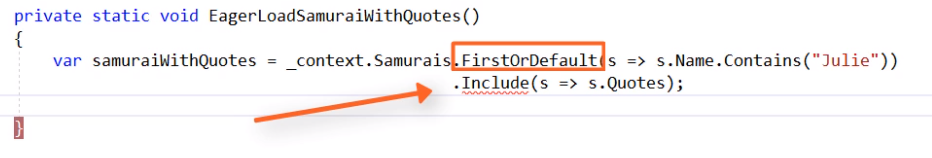 private static void EagerLoadSamuraiWithQuotes()
{
var samuraiWithQuotes = _context.Samurais.FirstOrDefault(s => s.Name.Contains("Julie"))
.Include(s => s.Quotes);
}